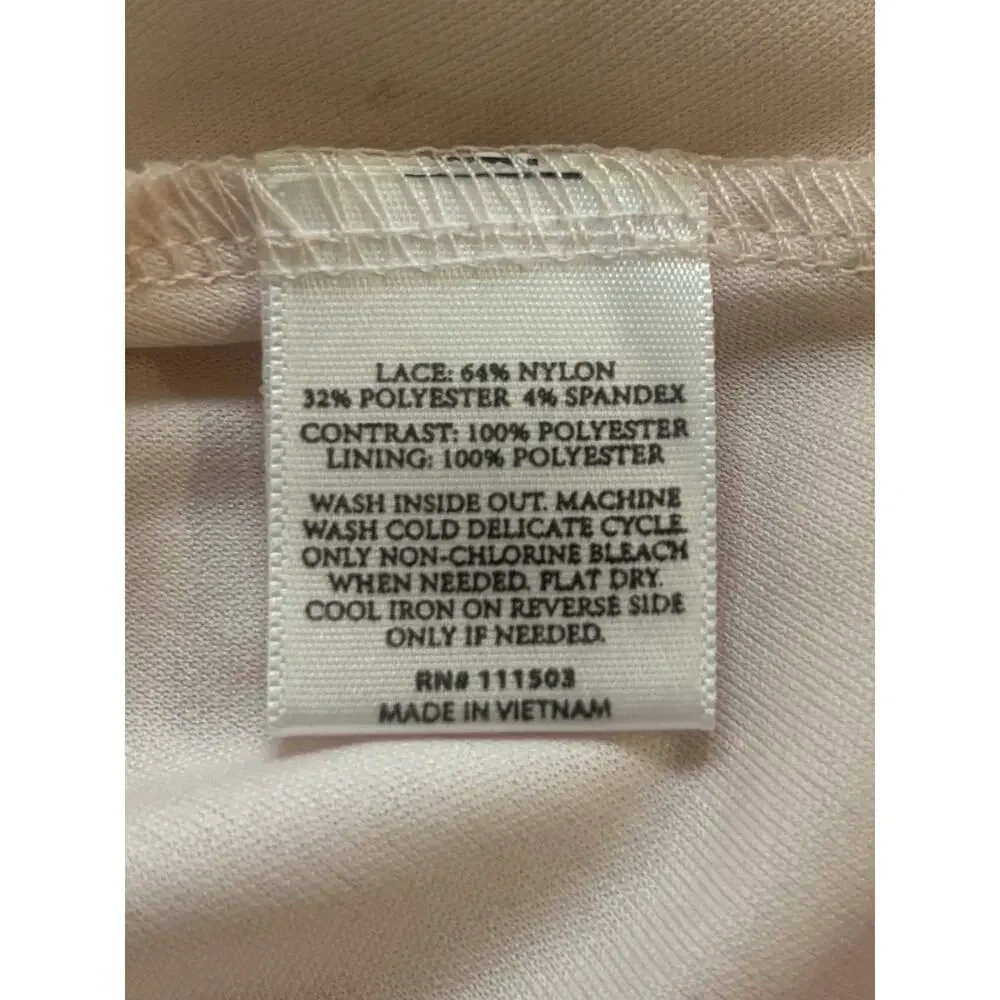 LACE: 64% NYLON
32% POLYESTER 4% SPANDEX
CONTRAST: 100% POLYESTER
LINING: 100% POLYESTER
WASH INSIDE OUT. MACHINE
WASH COLD DELICATE CYCLE.
ONLY NON-CHLORINE BLEACH
WHEN NEEDED. FLAT DRY.
COOL IRON ON REVERSE SIDE
ONLY IF NEEDED.
RN# 111503
MADE IN VIETNAM